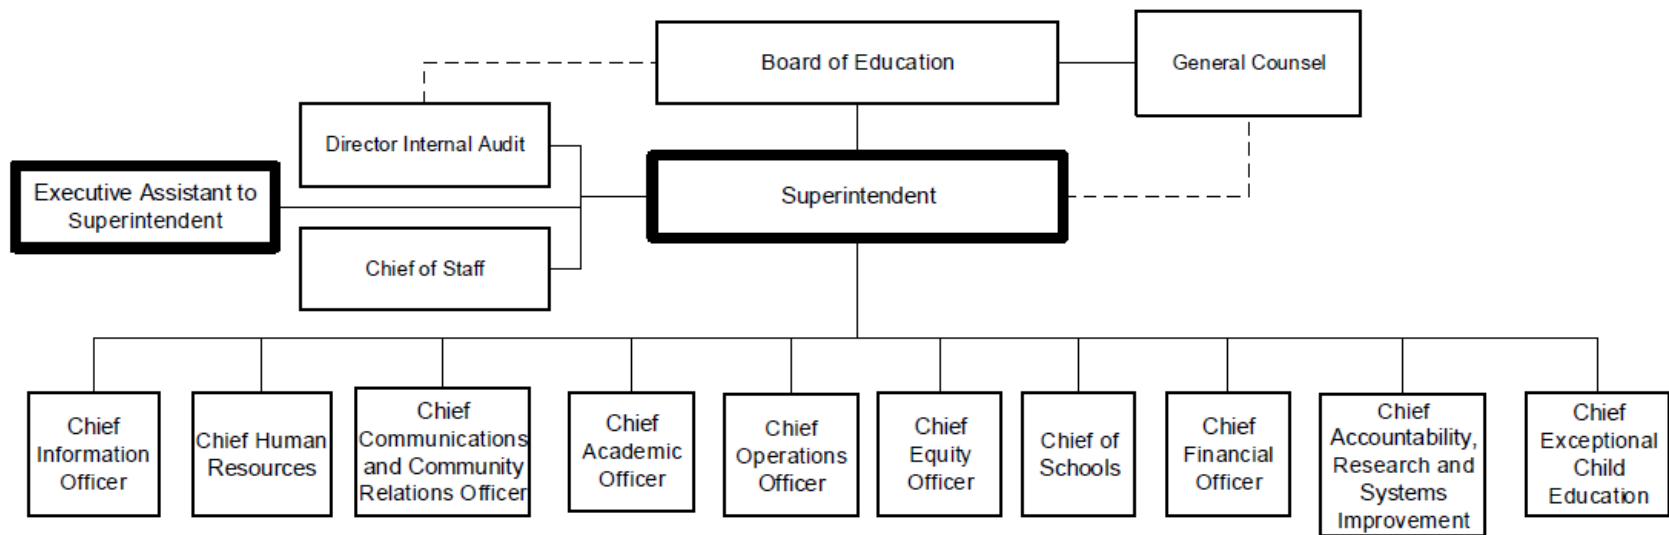 Board of Education
General Counsel
Director Internal Audit
Executive Assistant to
Superintendent
Superintendent
Chief of Staff
Chief
Information
Officer
Chief Human
Resources
Chief
Communications
and Community
Relations Officer
Chief
Academic
Officer
Chief
Operations
Officer
Chief
Equity
Officer
Chief of
Schools
Chief
Financial
Officer
Chief
Accountability,
Research and
Systems
Improvement
Chief
Exceptional
Child
Education